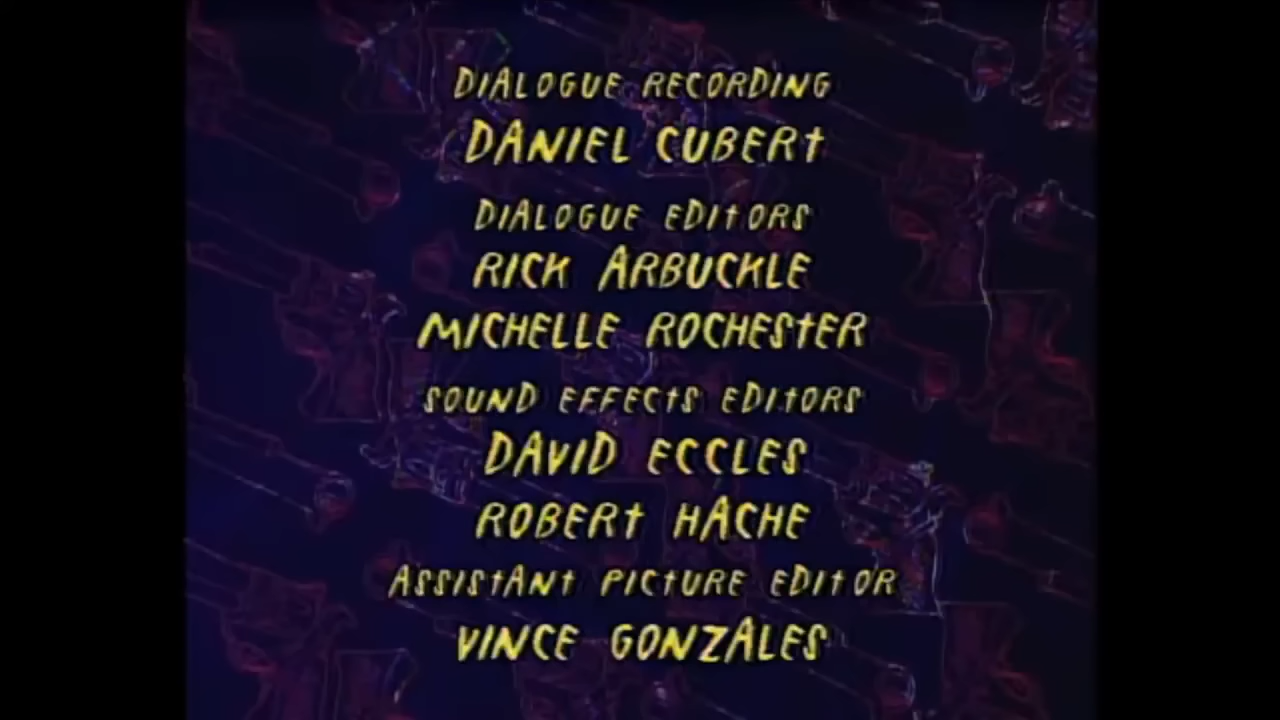 DIALOGUE RECORDING
DANIEL CUBERT
DIALOGUE EDITORS
RICK ARBUCKLE
MICHELLE ROCHESTER
SOUND EFFECTS EDITORS
DAVID ECCLES
ROBERT HACHE
ASSISTANT PICTURE EDITOR
VINCE GONZALES